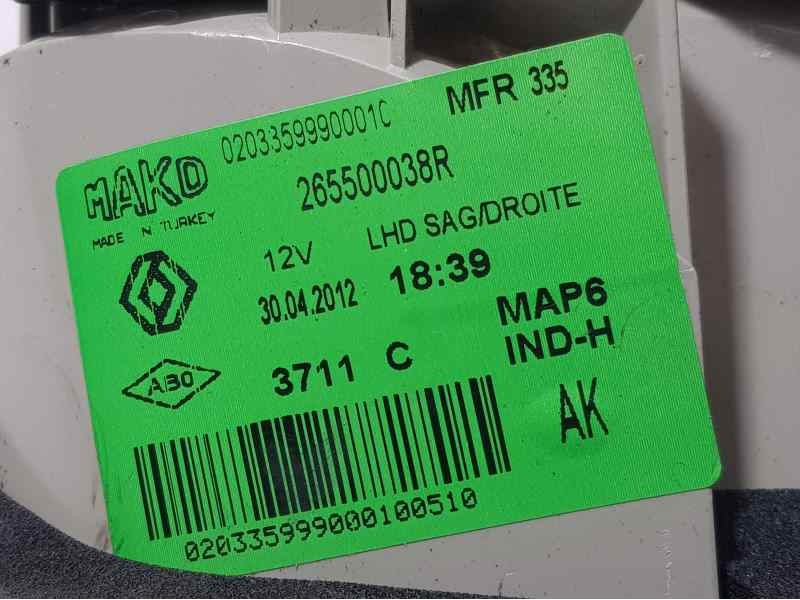 MFR 335
0203359990001C
MAKO
265500038R
MADE IN TURKEY
12V
LHD SAG/DROITE
30.04.2012
18:39
MAP6
IND-H
ABO
3711 C
AK
020335999000100510